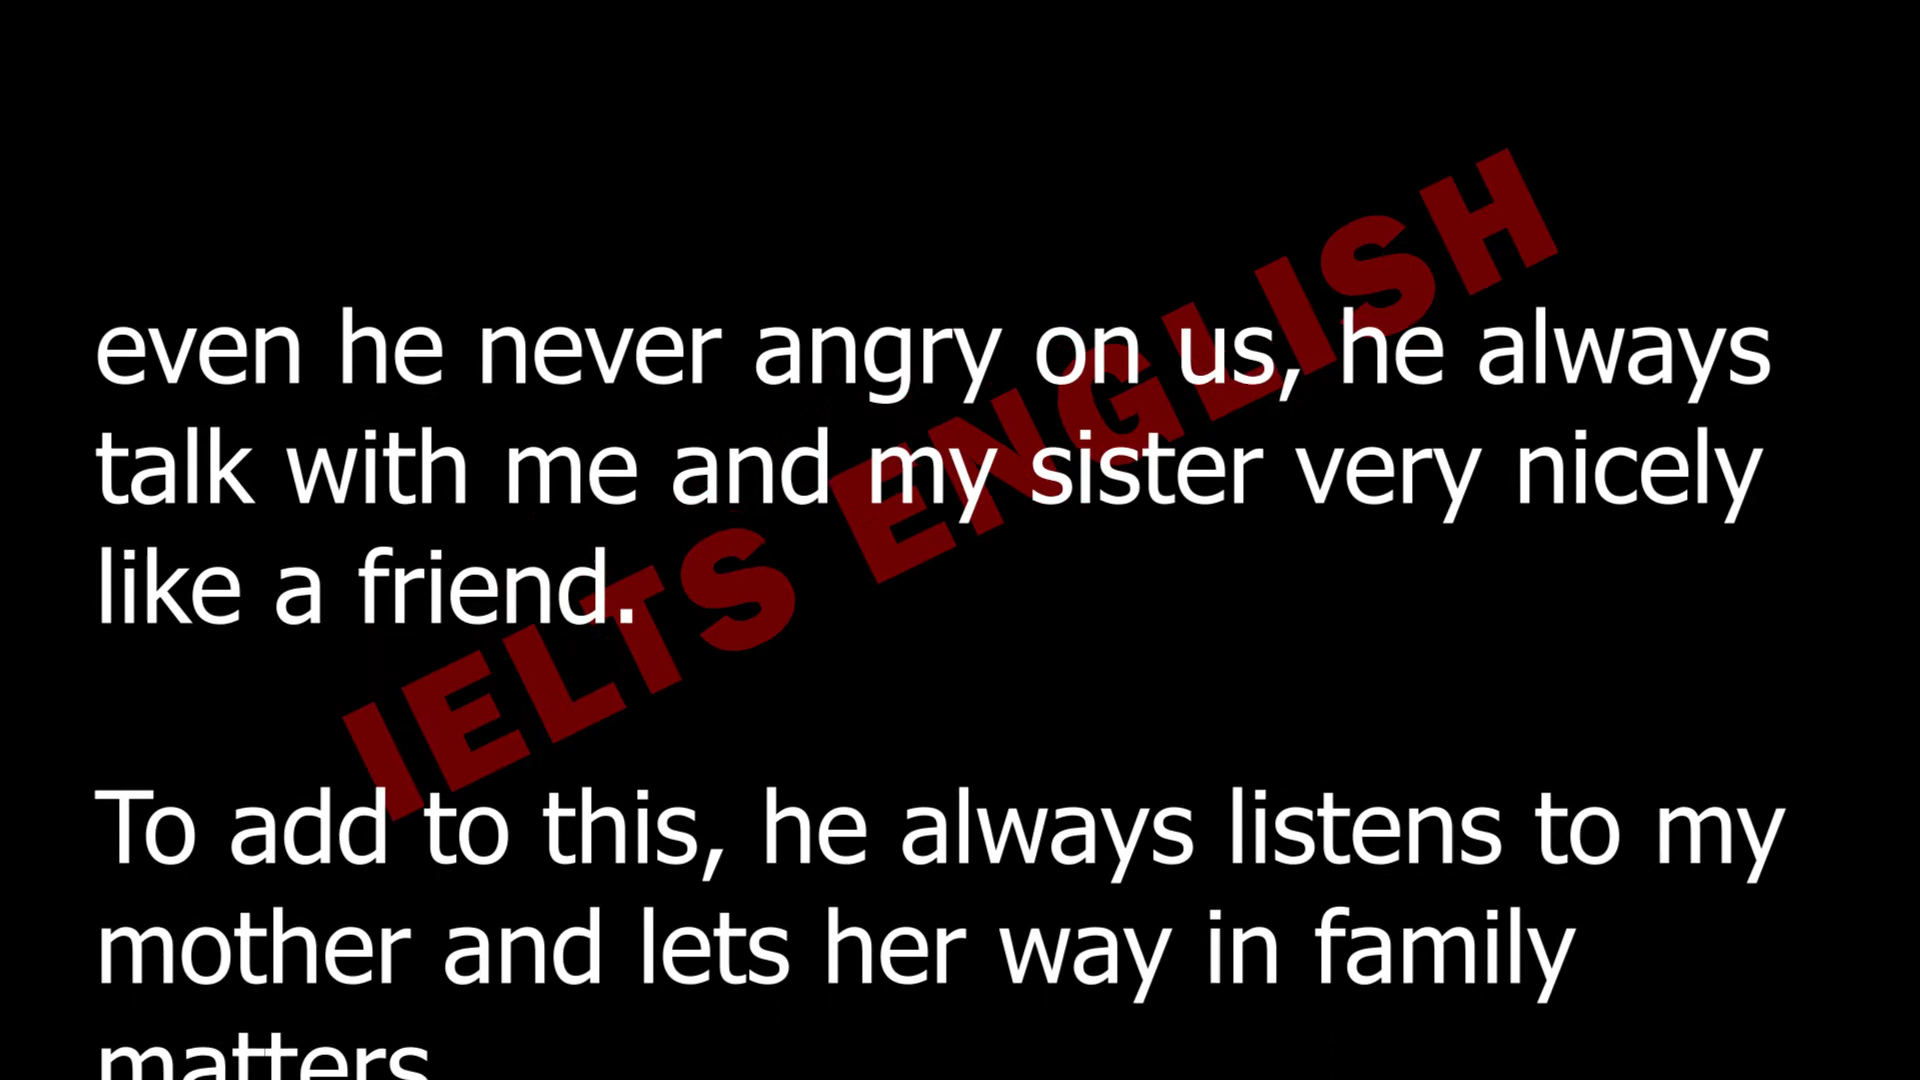 even he never angry on us, he always
talk with me and my sister very nicely
like a friend.
To add to this, he always listens to my
mother and lets her way in family
matters
IELTS ENGLISH